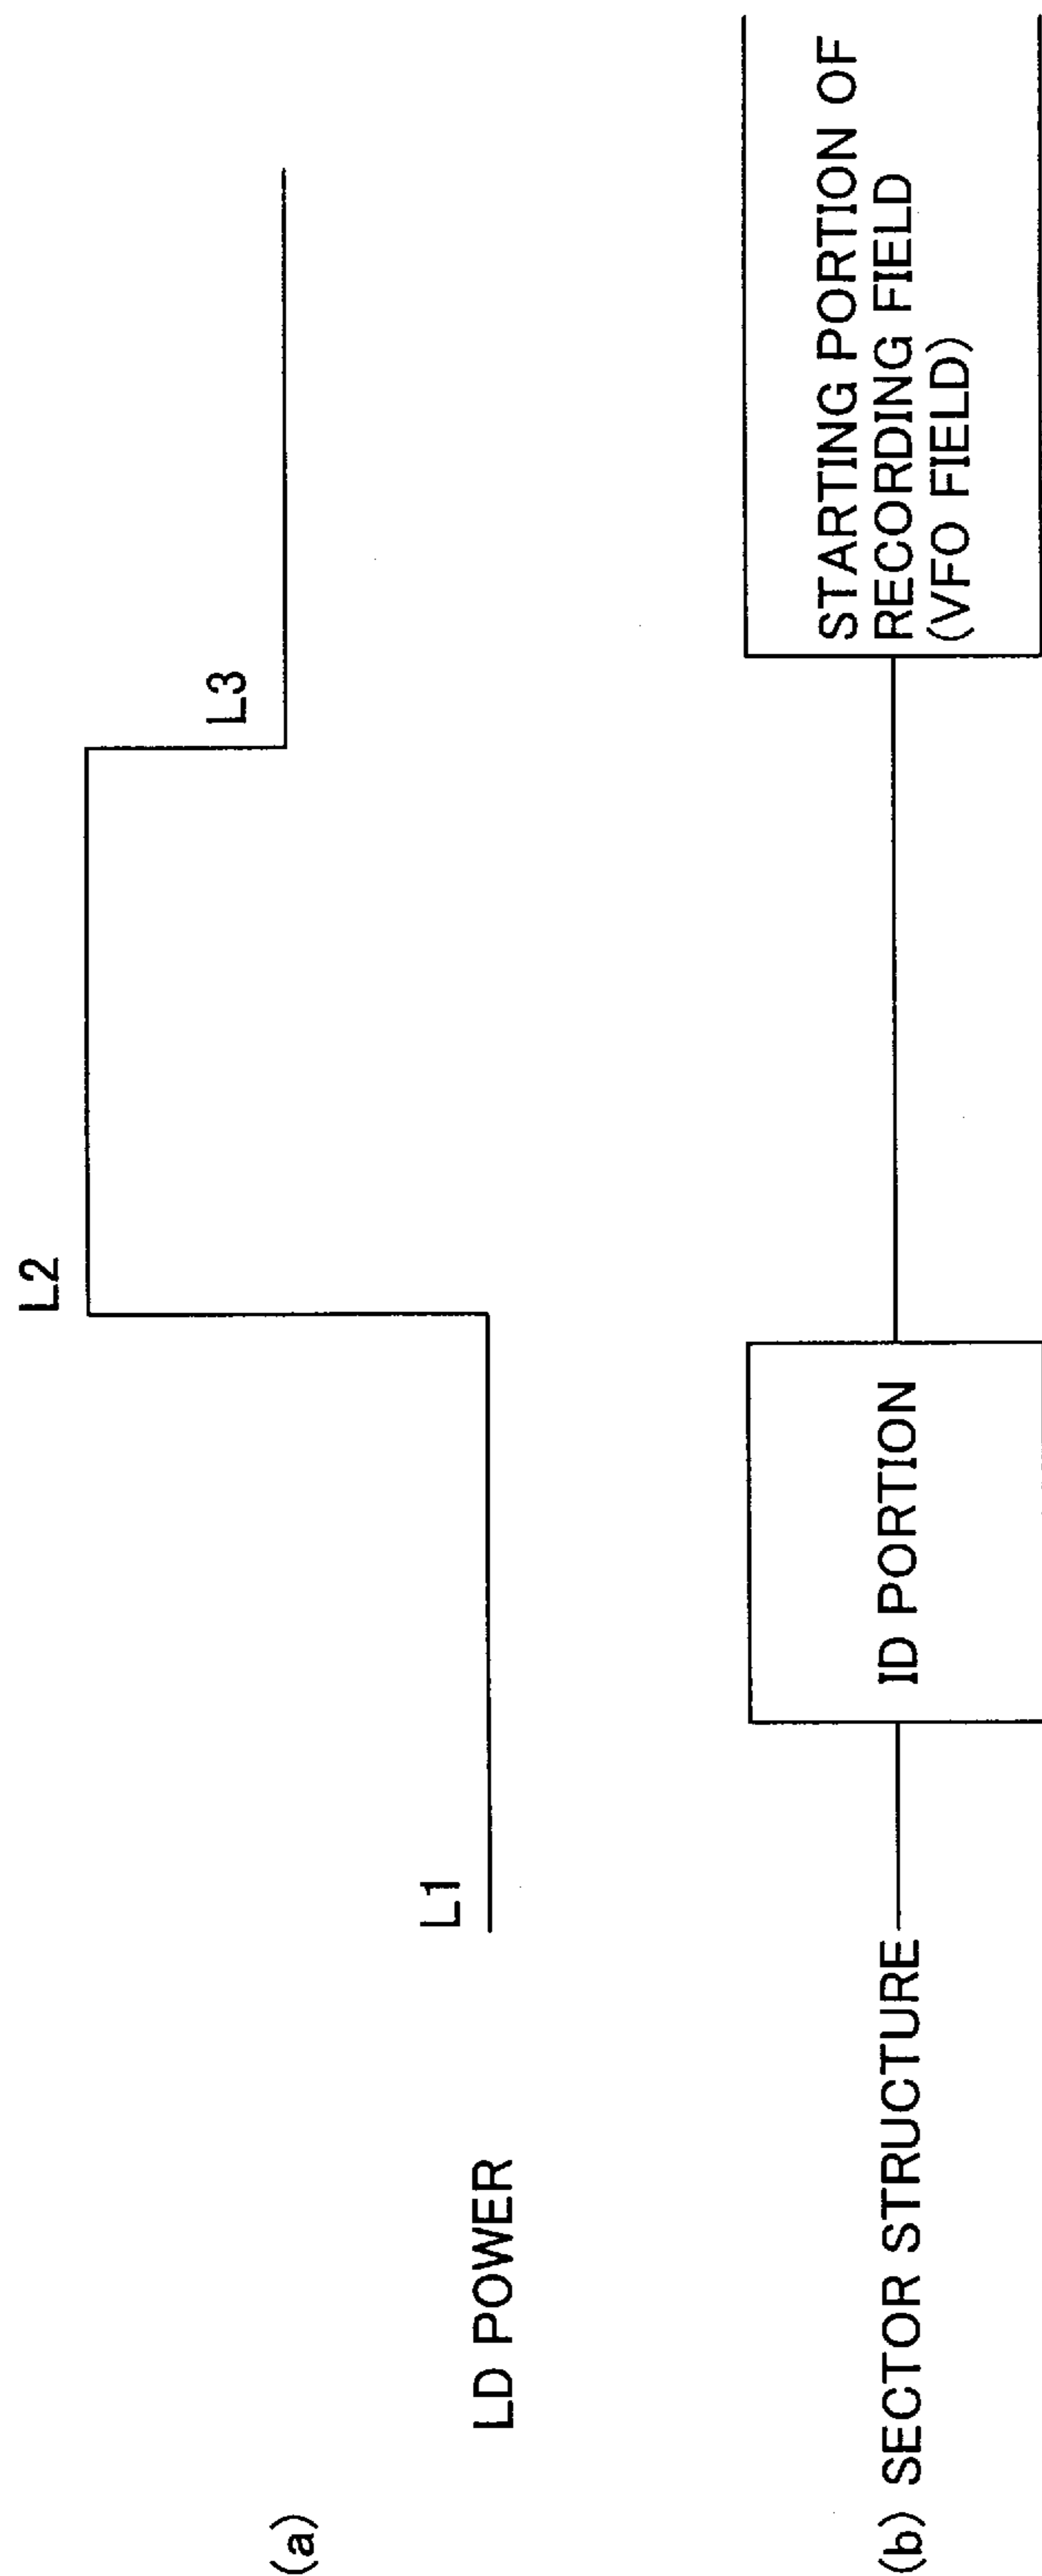 (a)
LD POWER
L1
L2
L3
(b) SECTOR STRUCTURE
ID PORTION
STARTING PORTION OF
RECORDING FIELD
(VFO FIELD)